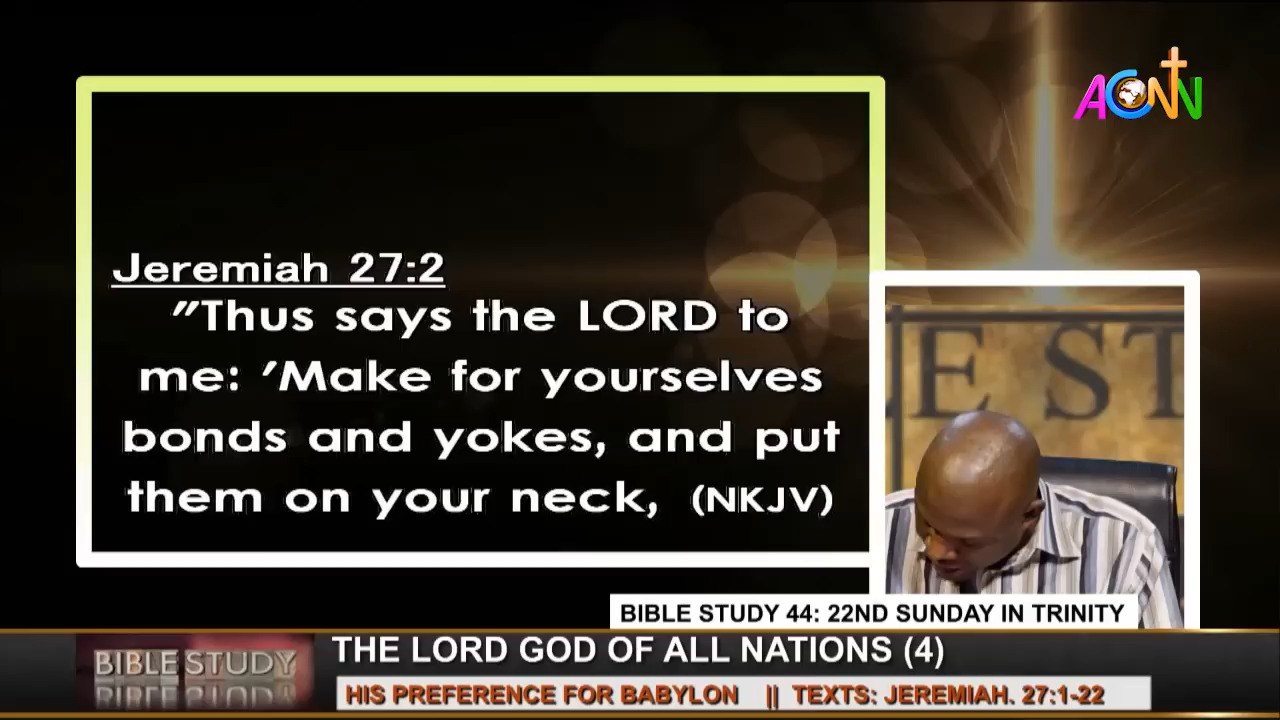 ACNN
Jeremiah 27:2
"Thus says the LORD to
me: 'Make for yourselves
bonds and yokes, and put
them on your neck, (NKJV)
E ST
BIBLE STUDY 44: 22ND SUNDAY IN TRINITY
BIBLE STUDY
THE LORD GOD OF ALL NATIONS (4)
HIS PREFERENCE FOR BABYLON || TEXTS: JEREMIAH. 27:1-22